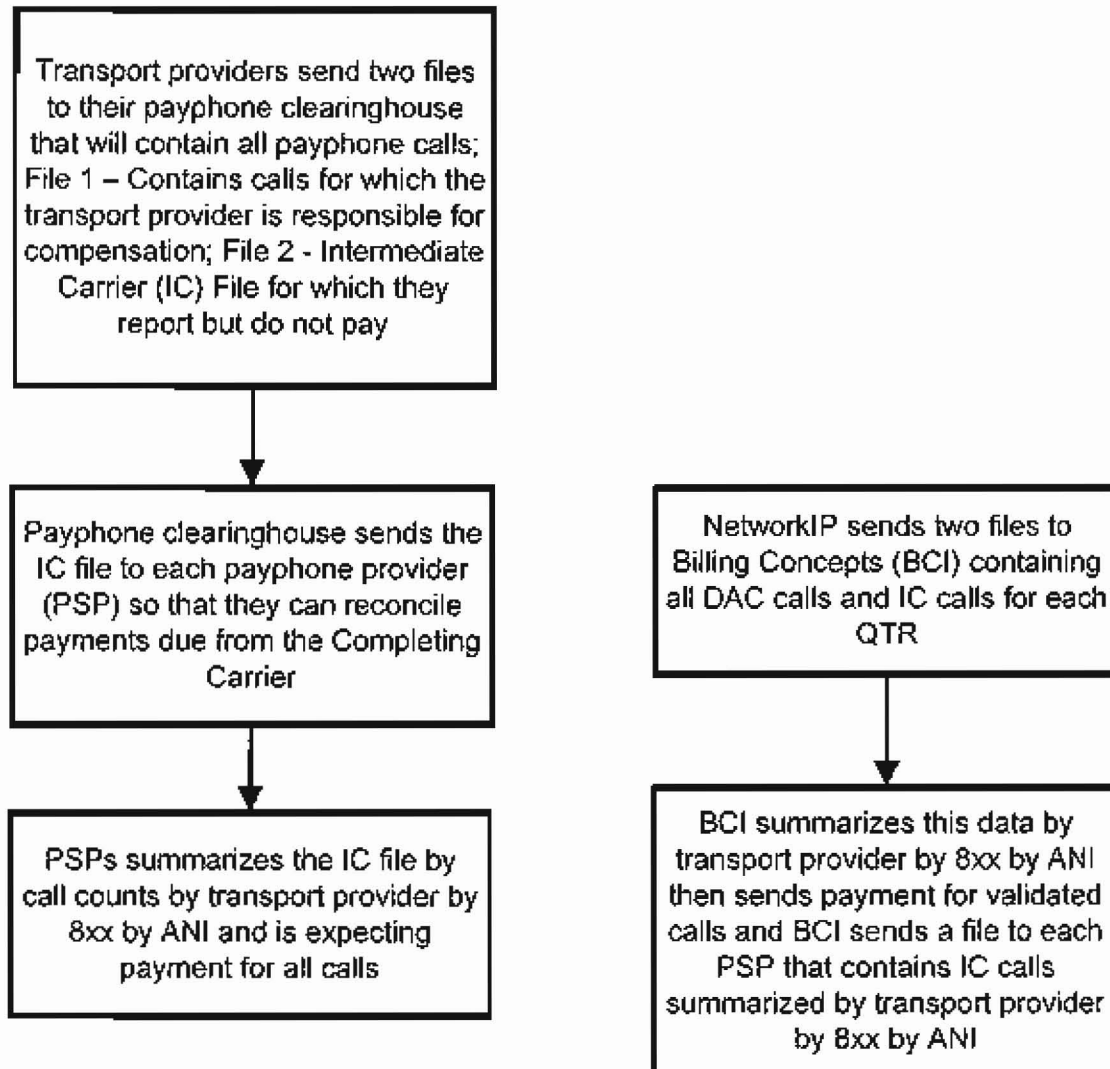 Transport providers send two files
to their payphone clearinghouse
that will contain all payphone calls;
File 1 – Contains calls for which the
transport provider is responsible for
compensation; File 2 - Intermediate
Carrier (IC) File for which they
report but do not pay
Payphone clearinghouse sends the
IC file to each payphone provider
(PSP) so that they can reconcile
payments due from the Completing
Carrier
PSPs summarizes the IC file by
call counts by transport provider by
8xx by ANI and is expecting
payment for all calls
NetworkIP sends two files to
Billing Concepts (BCI) containing
all DAC calls and IC calls for each
QTR
BCI summarizes this data by
transport provider by 8xx by ANI
then sends payment for validated
calls and BCI sends a file to each
PSP that contains IC calls
summarized by transport provider
by 8xx by ANI